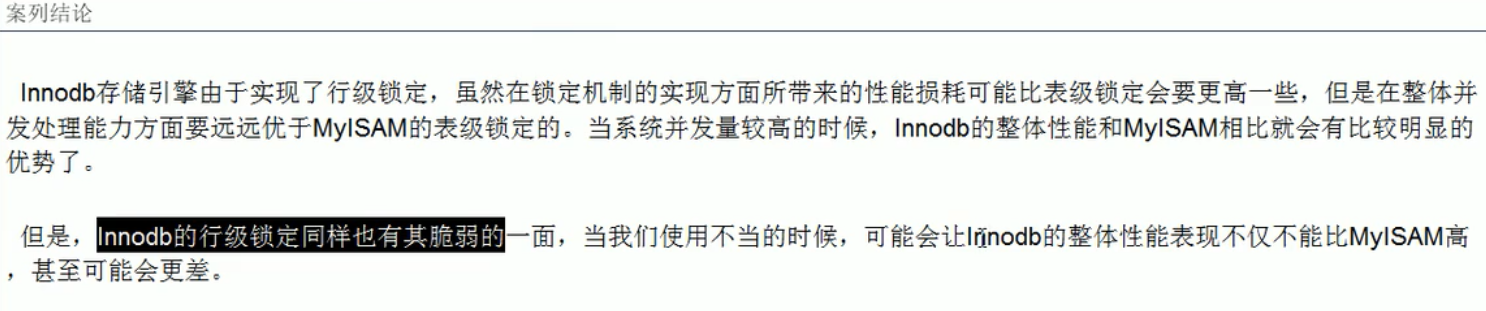 案列结论
Innodb存储引擎由于实现了行级锁定，虽然在锁定机制的实现方面所带来的性能损耗可能比表级锁定会要更高一些，但是在整体并
发处理能力方面要远远优于MyISAM的表级锁定的。当系统并发量较高的时候，Innodb的整体性能和MyISAM相比就会有比较明显的
优势了。
但是，Innodb的行级锁定同样也有其脆弱的一面，当我们使用不当的时候，可能会让Innodb的整体性能表现不仅不能比MyISAM高
，甚至可能会更差。